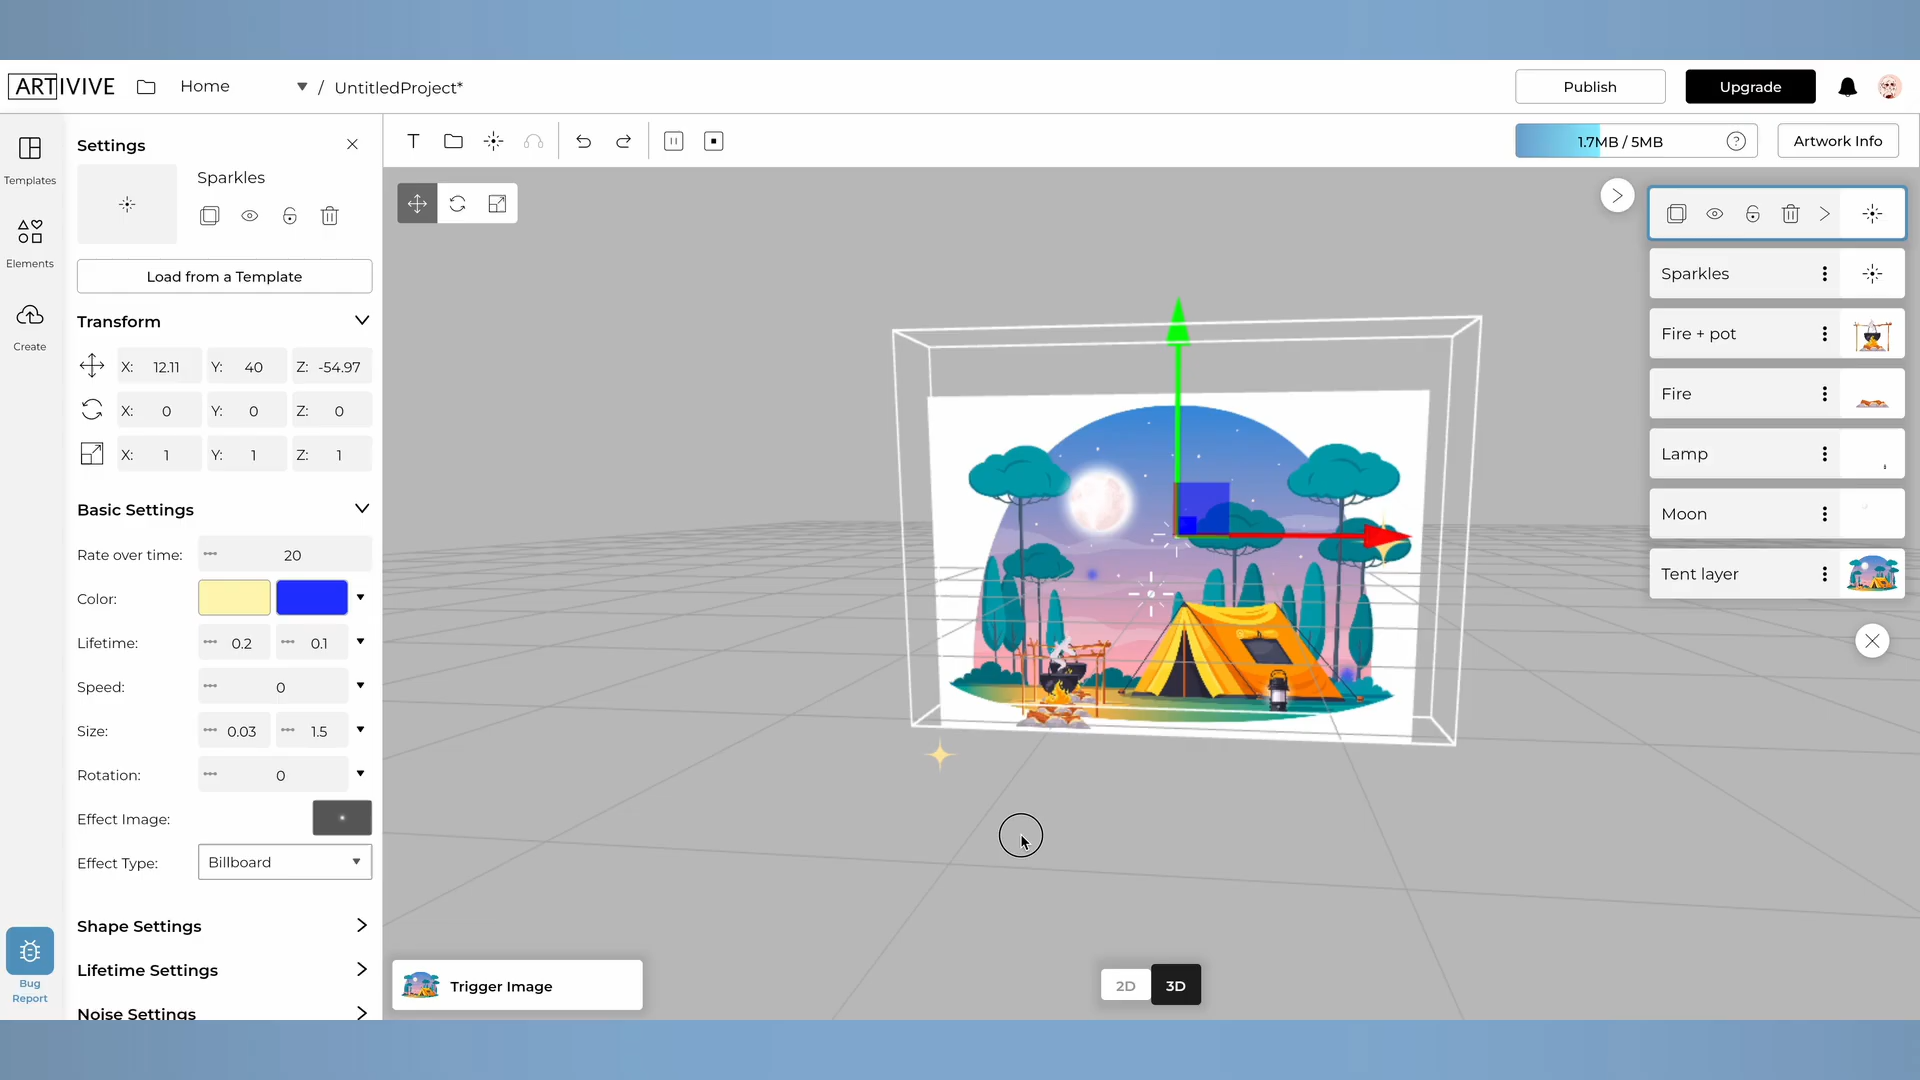 ARTIVIVE
Home
/ UntitledProject*
Publish
Upgrade
Templates
Elements
Create
Bug
Report
Settings
Sparkles
Load from a Template
Transform
X: 12.11 Y: 40 Z: -54.97
X: 0 Y: 0 Z: 0
X: 1 Y: 1 Z: 1
Basic Settings
Rate over time: 20
Color:
Lifetime: 0.2 0.1
Speed: 0
Size: 0.03 1.5
Rotation: 0
Effect Image:
Effect Type: Billboard
Shape Settings
Lifetime Settings
Noise Settings
T
1.7MB / 5MB ?
Artwork Info
Sparkles
Fire + pot
Fire
Lamp
Moon
Tent layer
Trigger Image
2D 3D